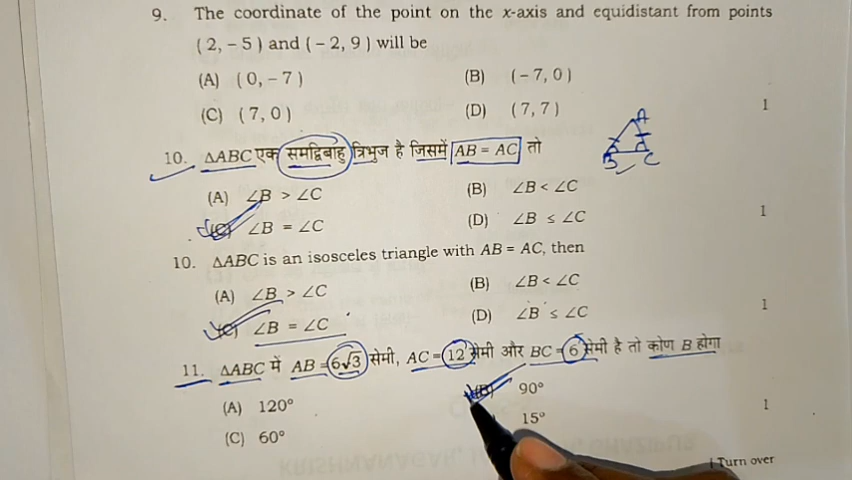 9. The coordinate of the point on the x-axis and equidistant from points
( 2, – 5 ) and ( – 2, 9 ) will be
(A) ( 0, – 7 ) (B) ( – 7, 0 )
(C) ( 7, 0 ) (D) ( 7, 7 ) 1
A
B C
10. ΔABC एक समद्विबाहु त्रिभुज है जिसमें AB = AC तो
(A) ∠B > ∠C (B) ∠B < ∠C
(C) ∠B = ∠C (D) ∠B ≤ ∠C 1
10. ΔABC is an isosceles triangle with AB = AC, then
(A) ∠B > ∠C (B) ∠B < ∠C
(C) ∠B = ∠C (D) ∠B ≤ ∠C 1
11. ΔABC में AB = 6√3 सेमी, AC = 12 सेमी और BC = 6 सेमी है तो कोण B होगा
(A) 120° (B) 90°
(C) 60° 15° 1
[ Turn over